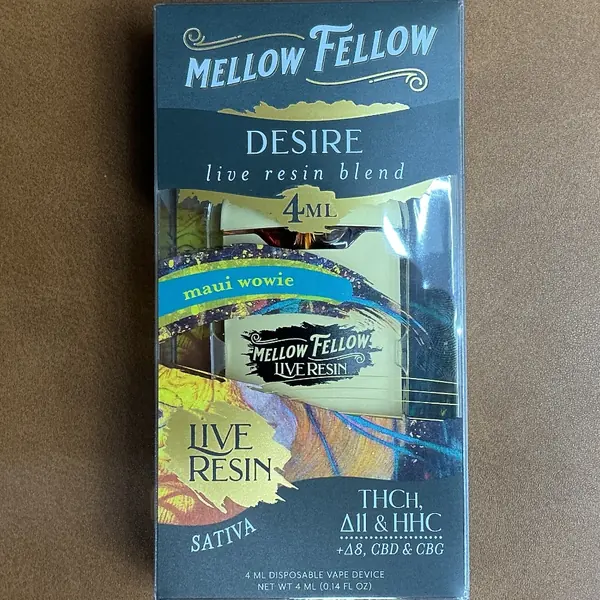 MELLOW FELLOW
DESIRE
live resin blend
4ML
maui wowie
MELLOW FELLOW
LIVE RESIN
LIVE
RESIN
SATIVA
THCH,
Δ11 & HHC
+Δ8, CBD & CBG
4 ML DISPOSABLE VAPE DEVICE
NET WT 4 ML (0.14 FL OZ)